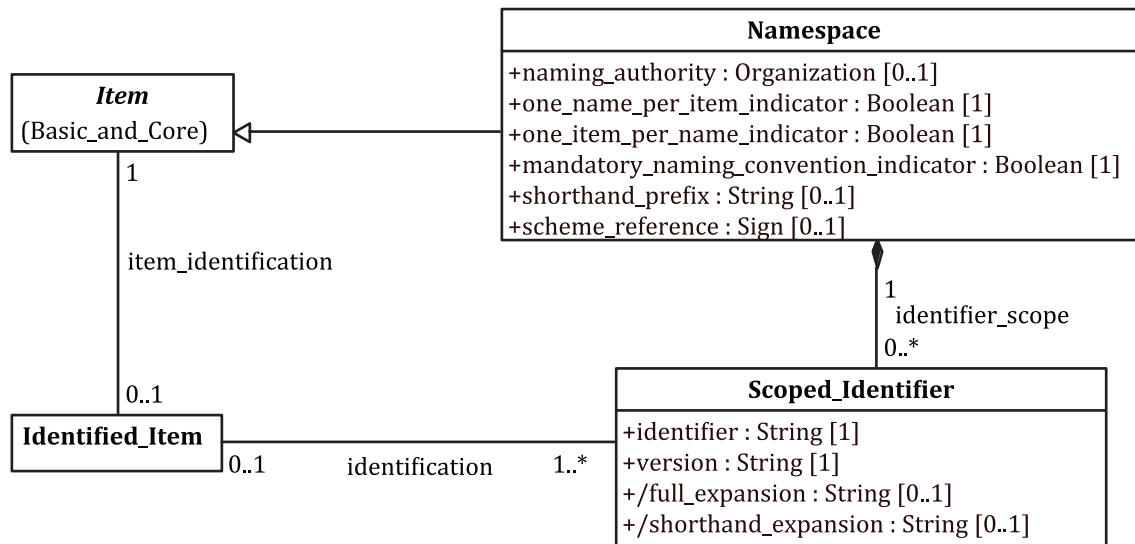 Namespace
+naming_authority : Organization [0..1]
+one_name_per_item_indicator : Boolean [1]
+one_item_per_name_indicator : Boolean [1]
+mandatory_naming_convention_indicator : Boolean [1]
+shorthand_prefix : String [0..1]
+scheme_reference : Sign [0..1]
Item
(Basic_and_Core)
1
item_identification
0..1
1
identifier_scope
0..*
Identified_Item
0..1
identification
1..*
Scoped_Identifier
+identifier : String [1]
+version : String [1]
+/full_expansion : String [0..1]
+/shorthand_expansion : String [0..1]